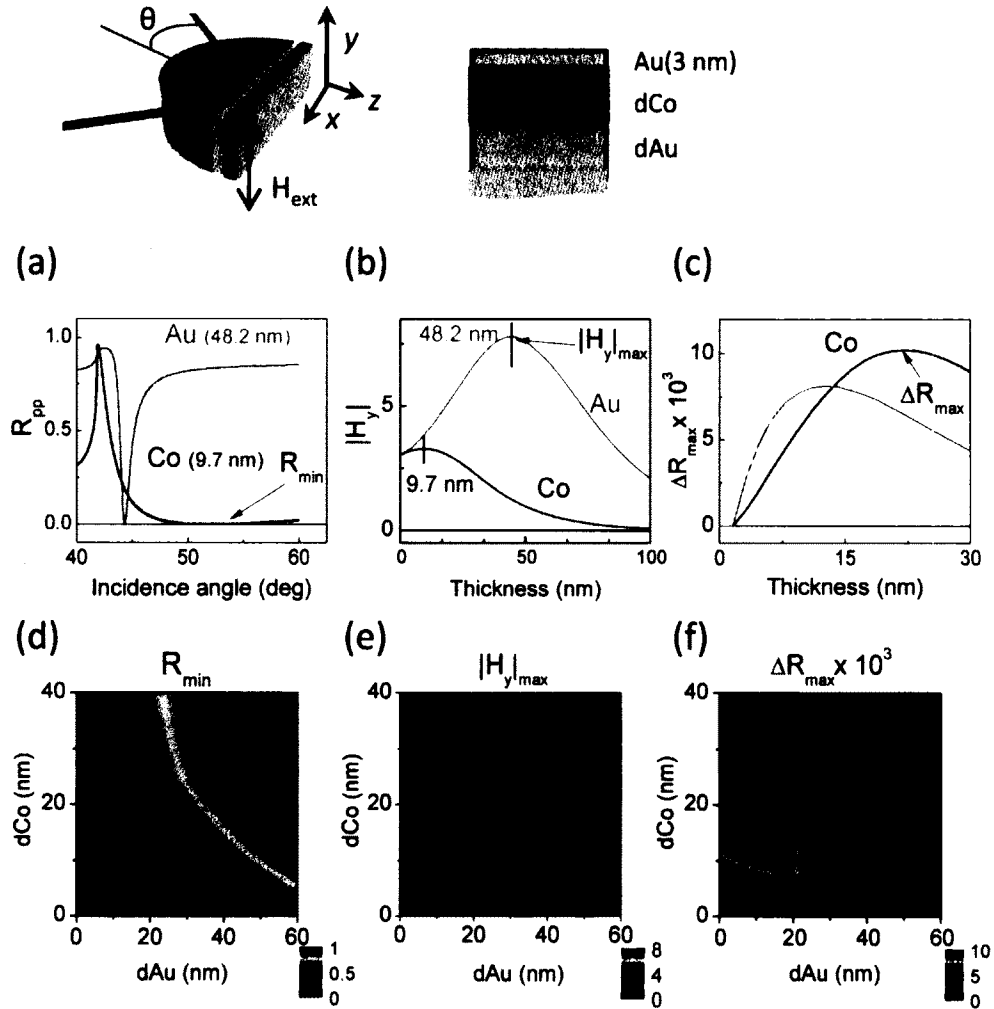 θ
y
z
x
H_ext
Au(3 nm)
dCo
dAu
(a)
(b)
(c)
1.0
0.5
0.0
R_pp
Au (48.2 nm)
Co (9.7 nm)
R_min
40
50
60
Incidence angle (deg)
48.2 nm
|H_y|_max
Au
5
0
|H_y|
9.7 nm
Co
0
50
100
Thickness (nm)
10
5
0
ΔR_max x 10³
Co
ΔR_max
0
15
30
Thickness (nm)
(d)
(e)
(f)
R_min
|H_y|_max
ΔR_max x 10³
40
20
0
dCo (nm)
0
20
40
60
dAu (nm)
1
0.5
0
40
20
0
dCo (nm)
0
20
40
60
dAu (nm)
8
4
0
40
20
0
dCo (nm)
0
20
40
60
dAu (nm)
10
5
0